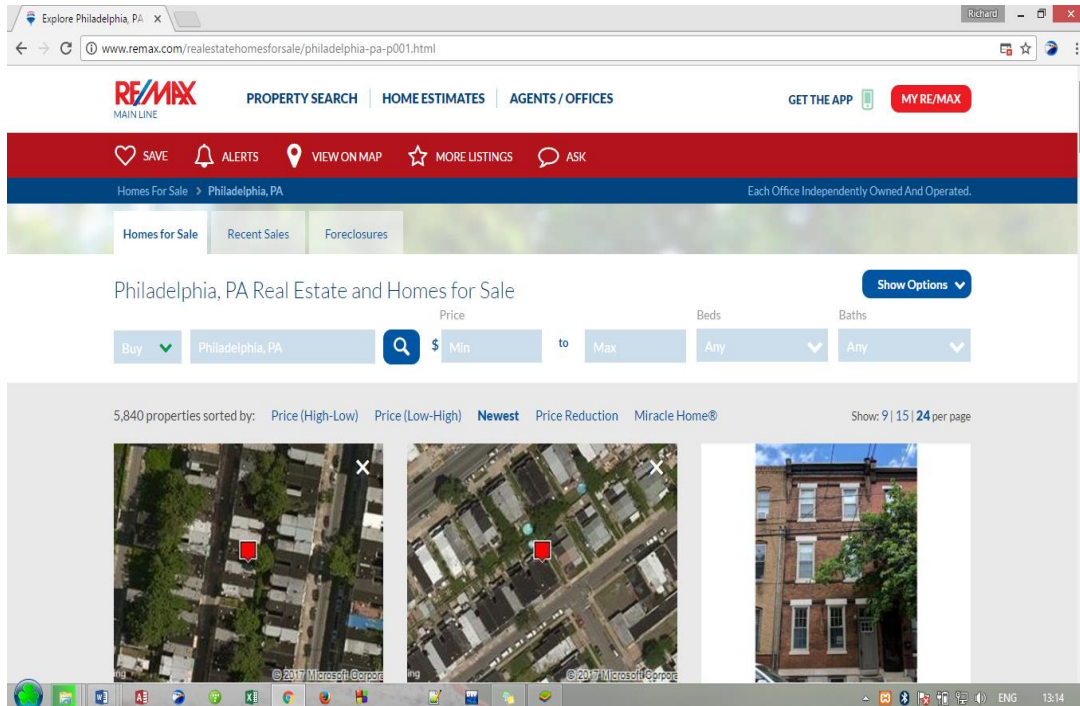 Explore Philadelphia, PA
Richard
www.remax.com/realestatehomesforsale/philadelphia-pa-p001.html
RE/MAX
MAIN LINE
PROPERTY SEARCH HOME ESTIMATES AGENTS / OFFICES
GET THE APP MY RE/MAX
SAVE ALERTS VIEW ON MAP MORE LISTINGS ASK
Homes For Sale > Philadelphia, PA Each Office Independently Owned And Operated.
Homes for Sale Recent Sales Foreclosures
Philadelphia, PA Real Estate and Homes for Sale Show Options
Price Beds Baths
Buy Philadelphia, PA $ Min to Max Any Any
5,840 properties sorted by: Price (High-Low) Price (Low-High) Newest Price Reduction Miracle Home® Show: 9 | 15 | 24 per page
ing © 2017 Microsoft Corpora ing © 2017 Microsoft Corpora
ENG 13:14